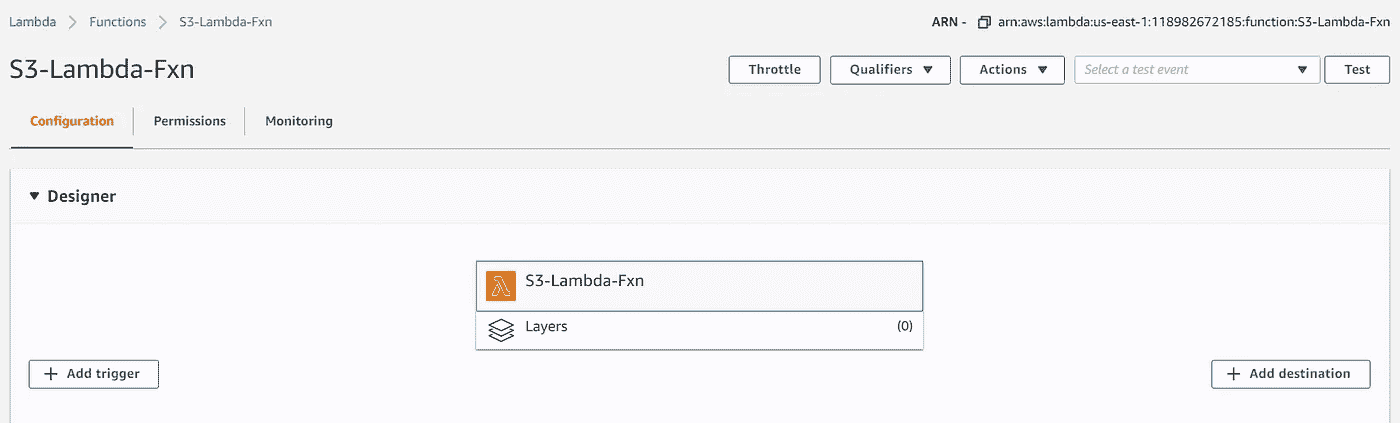 Lambda > Functions > S3-Lambda-Fxn ARN - arn:aws:lambda:us-east-1:118982672185:function:S3-Lambda-Fxn
S3-Lambda-Fxn Throttle Qualifiers Actions Select a test event Test
Configuration Permissions Monitoring
Designer
S3-Lambda-Fxn
Layers (0)
+ Add trigger + Add destination